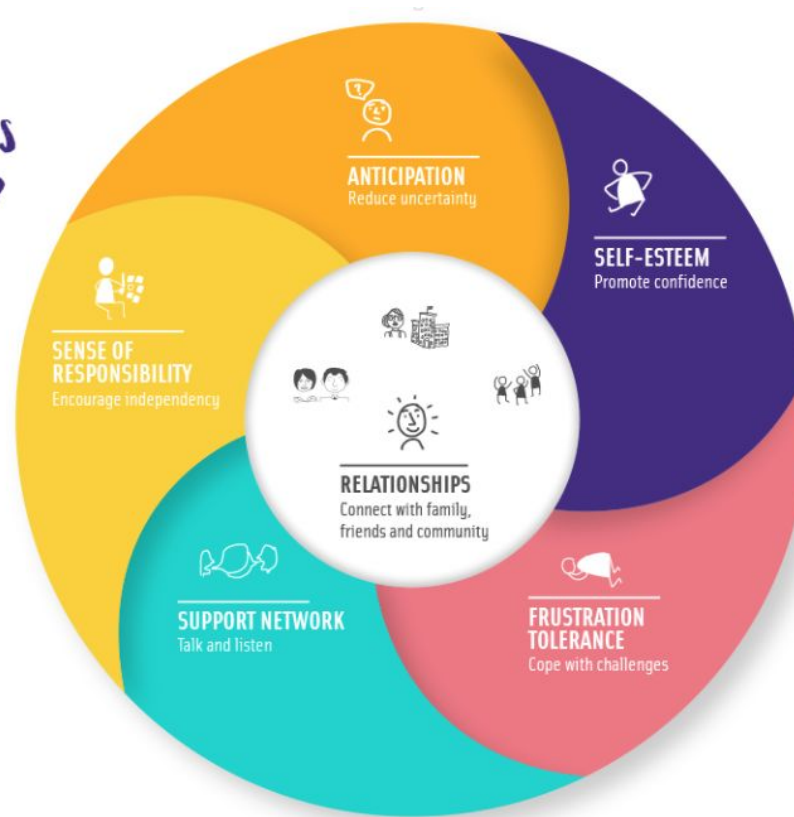 ANTICIPATION
Reduce uncertainty
SELF-ESTEEM
Promote confidence
SENSE OF
RESPONSIBILITY
Encourage independency
RELATIONSHIPS
Connect with family,
friends and community
SUPPORT NETWORK
Talk and listen
FRUSTRATION
TOLERANCE
Cope with challenges